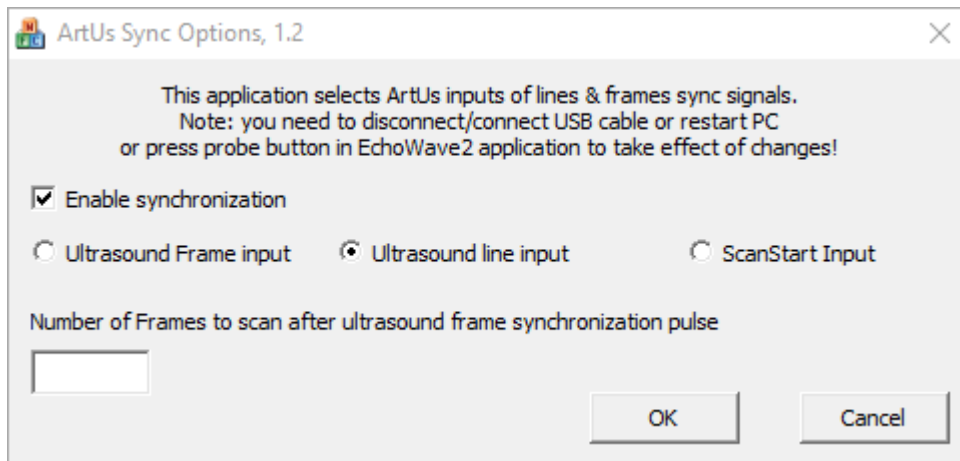 ArtUs Sync Options, 1.2
This application selects ArtUs inputs of lines & frames sync signals.
Note: you need to disconnect/connect USB cable or restart PC
or press probe button in EchoWave2 application to take effect of changes!
Enable synchronization
Ultrasound Frame input Ultrasound line input ScanStart Input
Number of Frames to scan after ultrasound frame synchronization pulse
OK Cancel